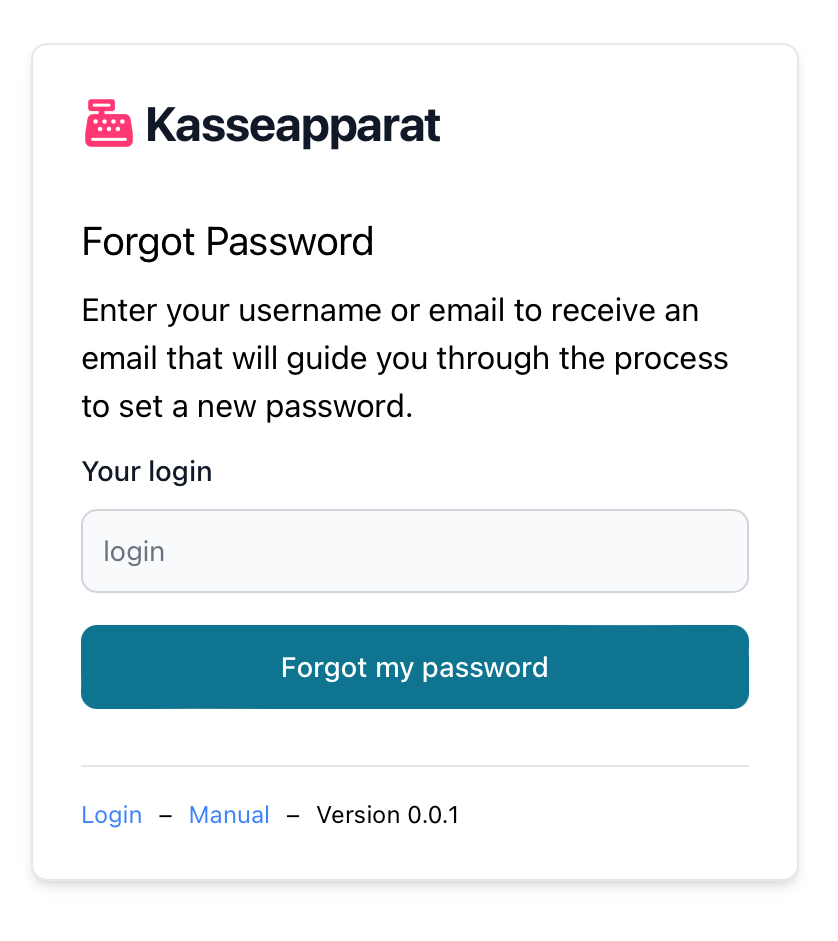 Kasseapparat
Forgot Password
Enter your username or email to receive an
email that will guide you through the process
to set a new password.
Your login
login
Forgot my password
Login – Manual – Version 0.0.1